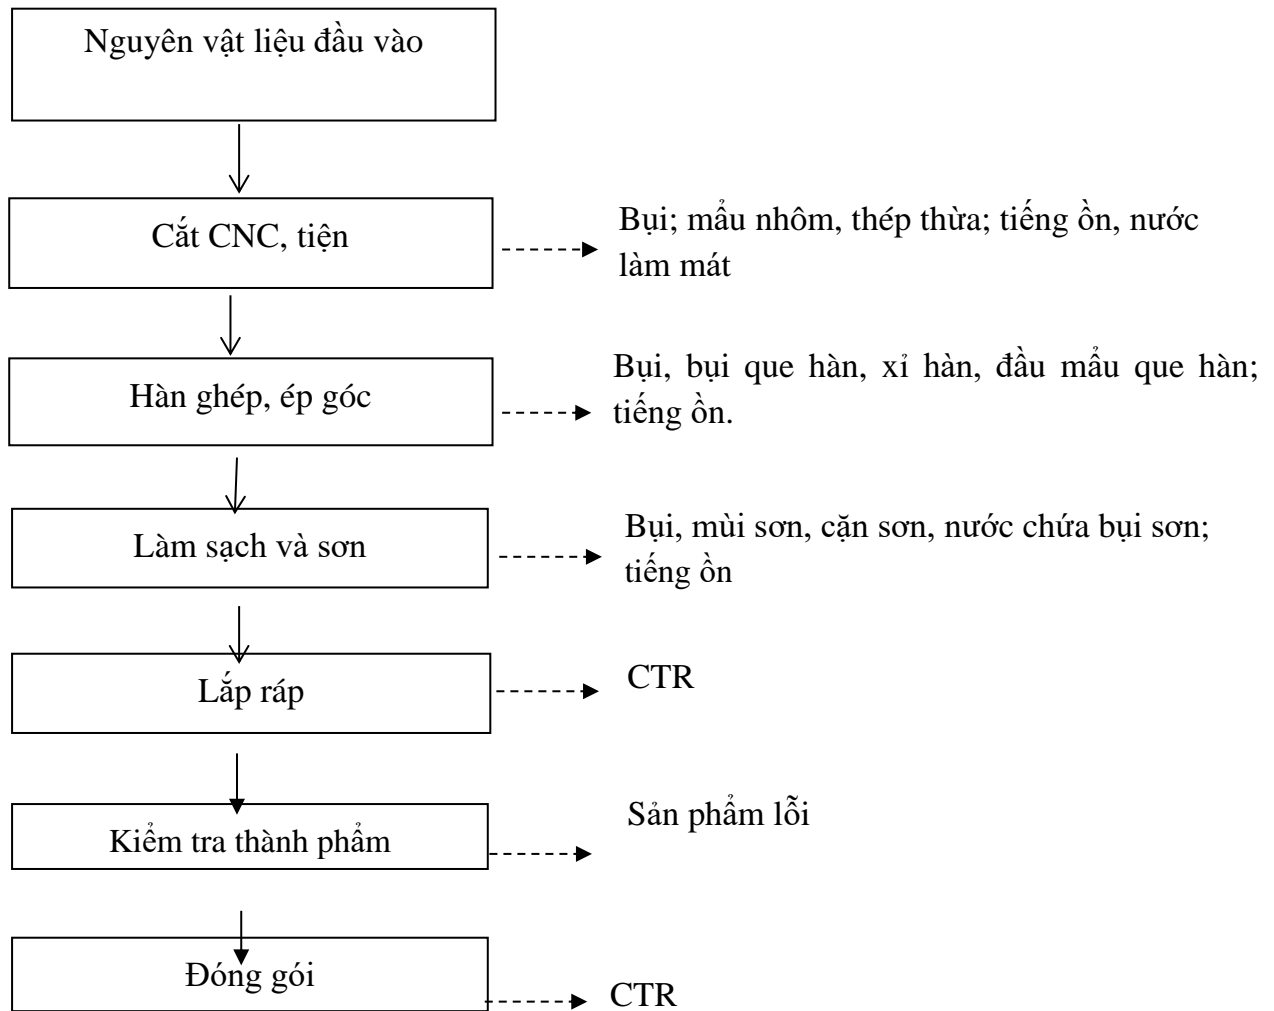 Nguyên vật liệu đầu vào
Cắt CNC, tiện
Bụi; mẩu nhôm, thép thừa; tiếng ồn, nước
làm mát
Hàn ghép, ép góc
Bụi, bụi que hàn, xỉ hàn, đầu mẩu que hàn;
tiếng ồn.
Làm sạch và sơn
Bụi, mùi sơn, cặn sơn, nước chứa bụi sơn;
tiếng ồn
Lắp ráp
CTR
Kiểm tra thành phẩm
Sản phẩm lỗi
Đóng gói
CTR